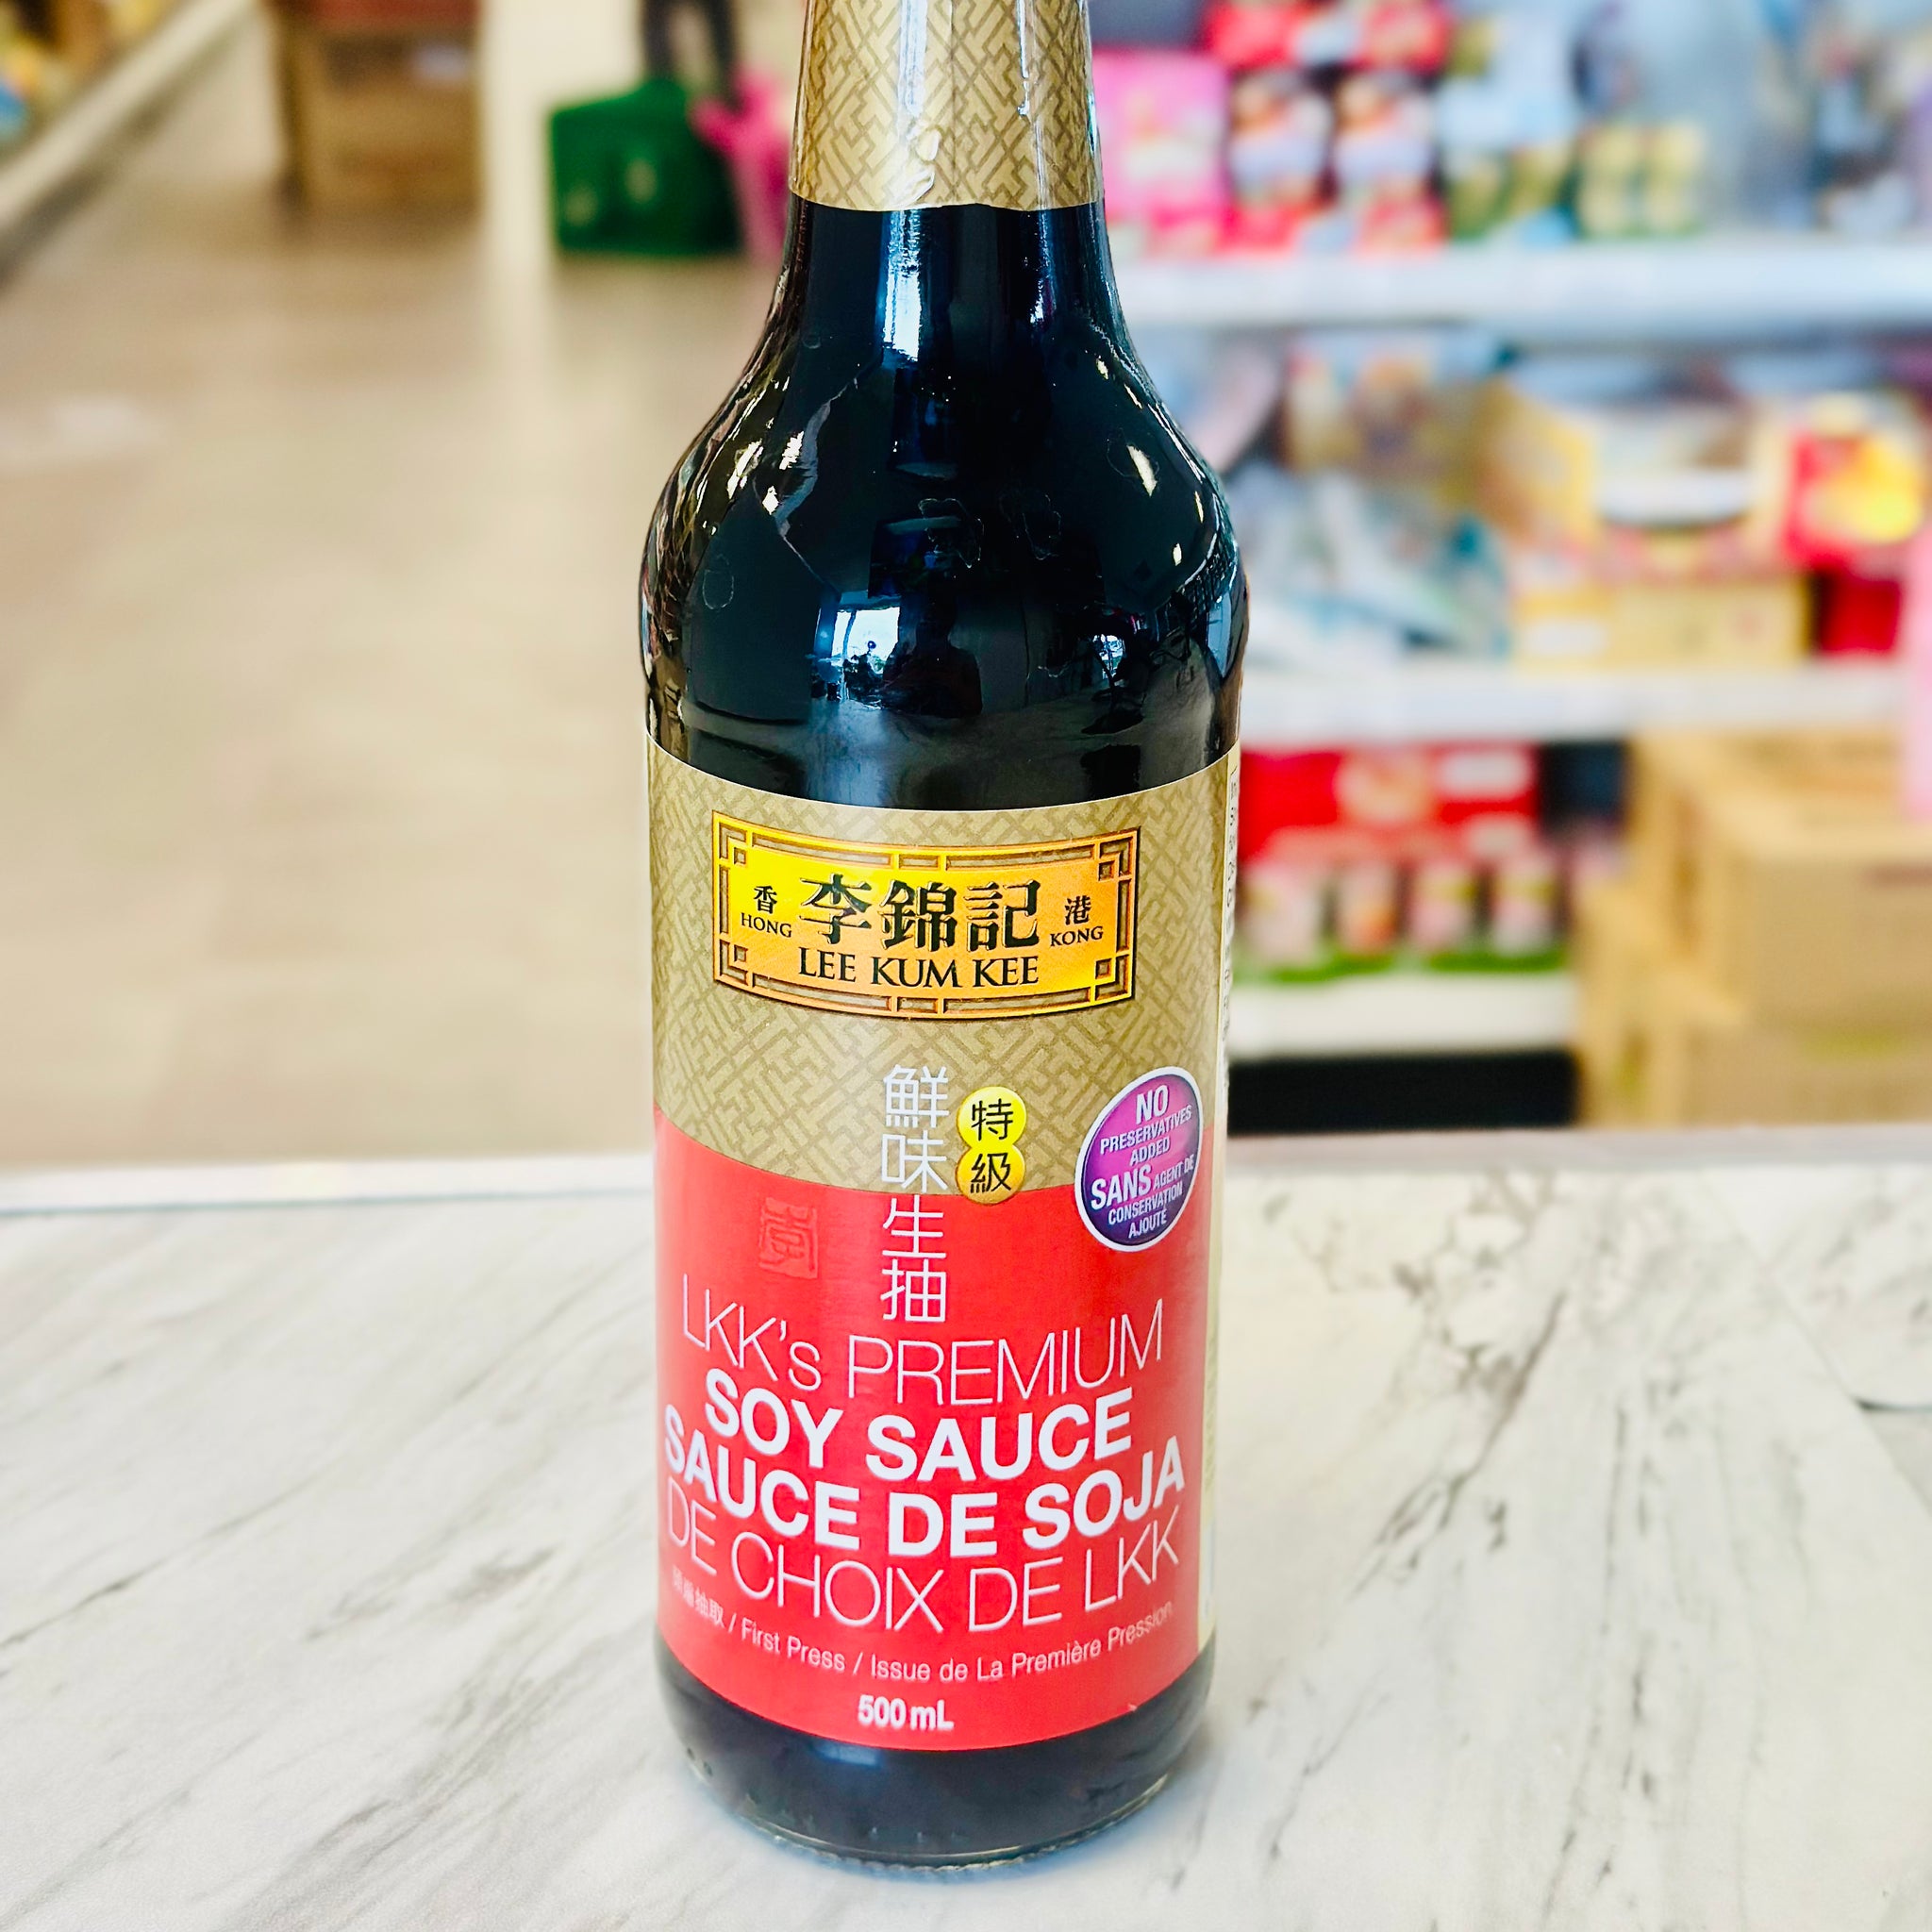 香 李錦記 港
HONG KONG
LEE KUM KEE
鮮味生抽
特級
NO
PRESERVATIVES
ADDED
SANS AGENT DE
CONSERVATION
AJOUTÉ
LKK's PREMIUM
SOY SAUCE
SAUCE DE SOJA
DE CHOIX DE LKK
抽取 / First Press / Issue de La Première Pression
500 mL